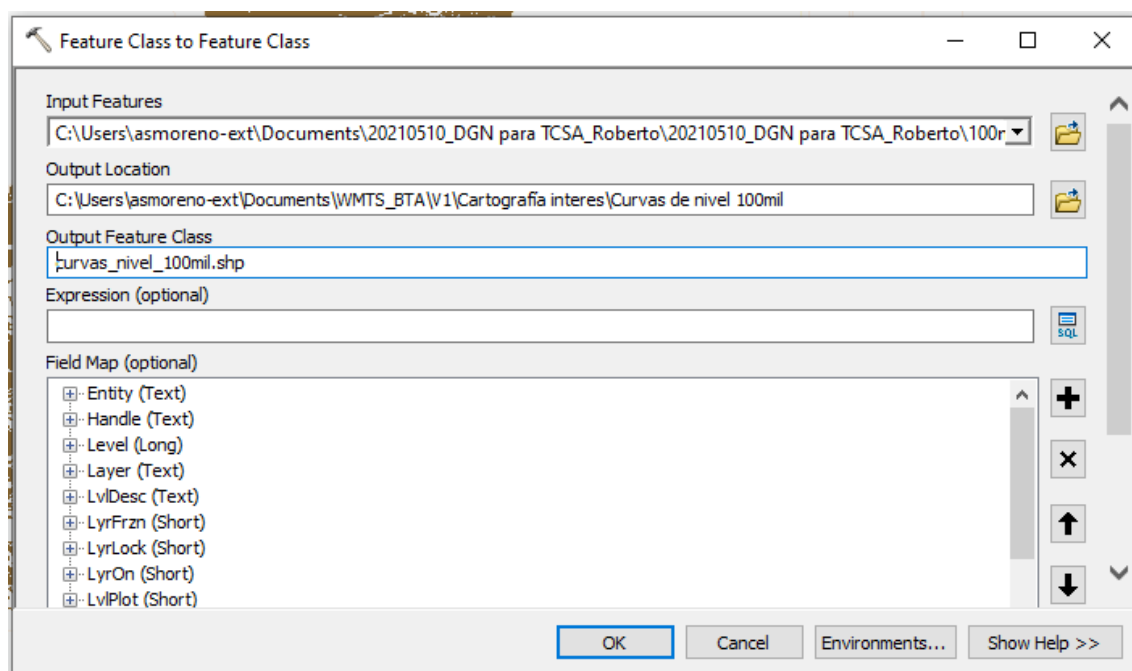 Feature Class to Feature Class
Input Features
C:\Users\asmoreno-ext\Documents\20210510_DGN para TCSA_Roberto\20210510_DGN para TCSA_Roberto\100r
Output Location
C:\Users\asmoreno-ext\Documents\WMTS_BTA\V1\Cartografía interes\Curvas de nivel 100mil
Output Feature Class
curvas_nivel_100mil.shp
Expression (optional)
SQL
Field Map (optional)
Entity (Text)
Handle (Text)
Level (Long)
Layer (Text)
LvlDesc (Text)
LyrFrzn (Short)
LyrLock (Short)
LyrOn (Short)
LvlPlot (Short)
OK Cancel Environments... Show Help >>